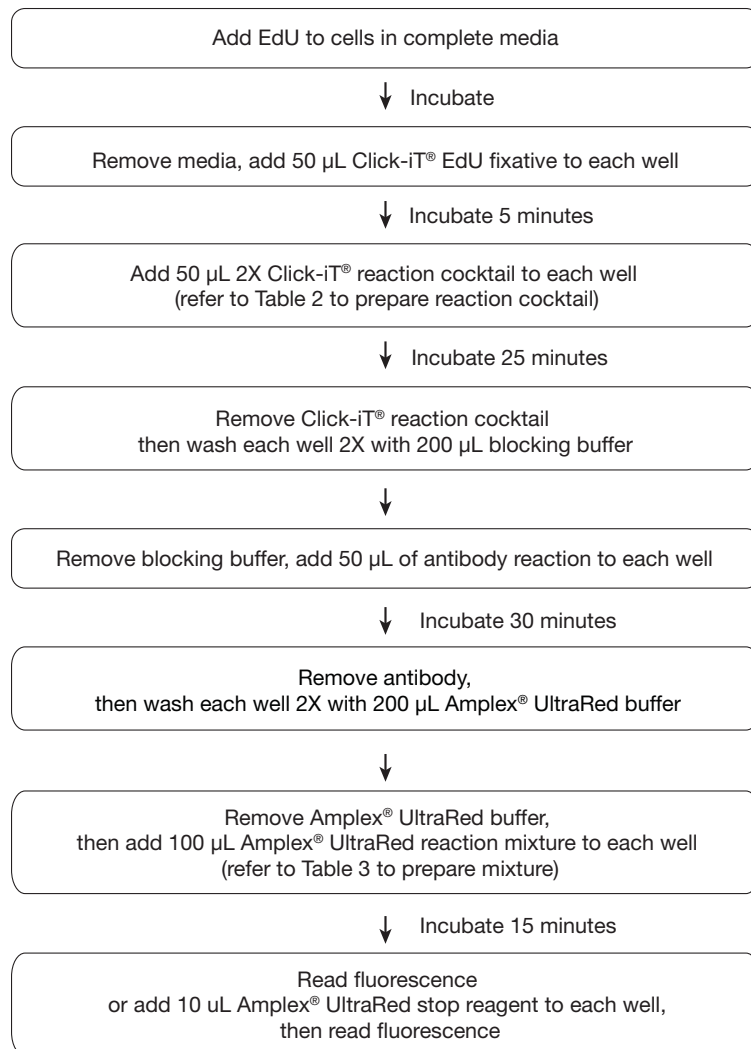 Add EdU to cells in complete media
Incubate
Remove media, add 50 µL Click-iT® EdU fixative to each well
Incubate 5 minutes
Add 50 µL 2X Click-iT® reaction cocktail to each well
(refer to Table 2 to prepare reaction cocktail)
Incubate 25 minutes
Remove Click-iT® reaction cocktail
then wash each well 2X with 200 µL blocking buffer
Remove blocking buffer, add 50 µL of antibody reaction to each well
Incubate 30 minutes
Remove antibody,
then wash each well 2X with 200 µL Amplex® UltraRed buffer
Remove Amplex® UltraRed buffer,
then add 100 µL Amplex® UltraRed reaction mixture to each well
(refer to Table 3 to prepare mixture)
Incubate 15 minutes
Read fluorescence
or add 10 uL Amplex® UltraRed stop reagent to each well,
then read fluorescence